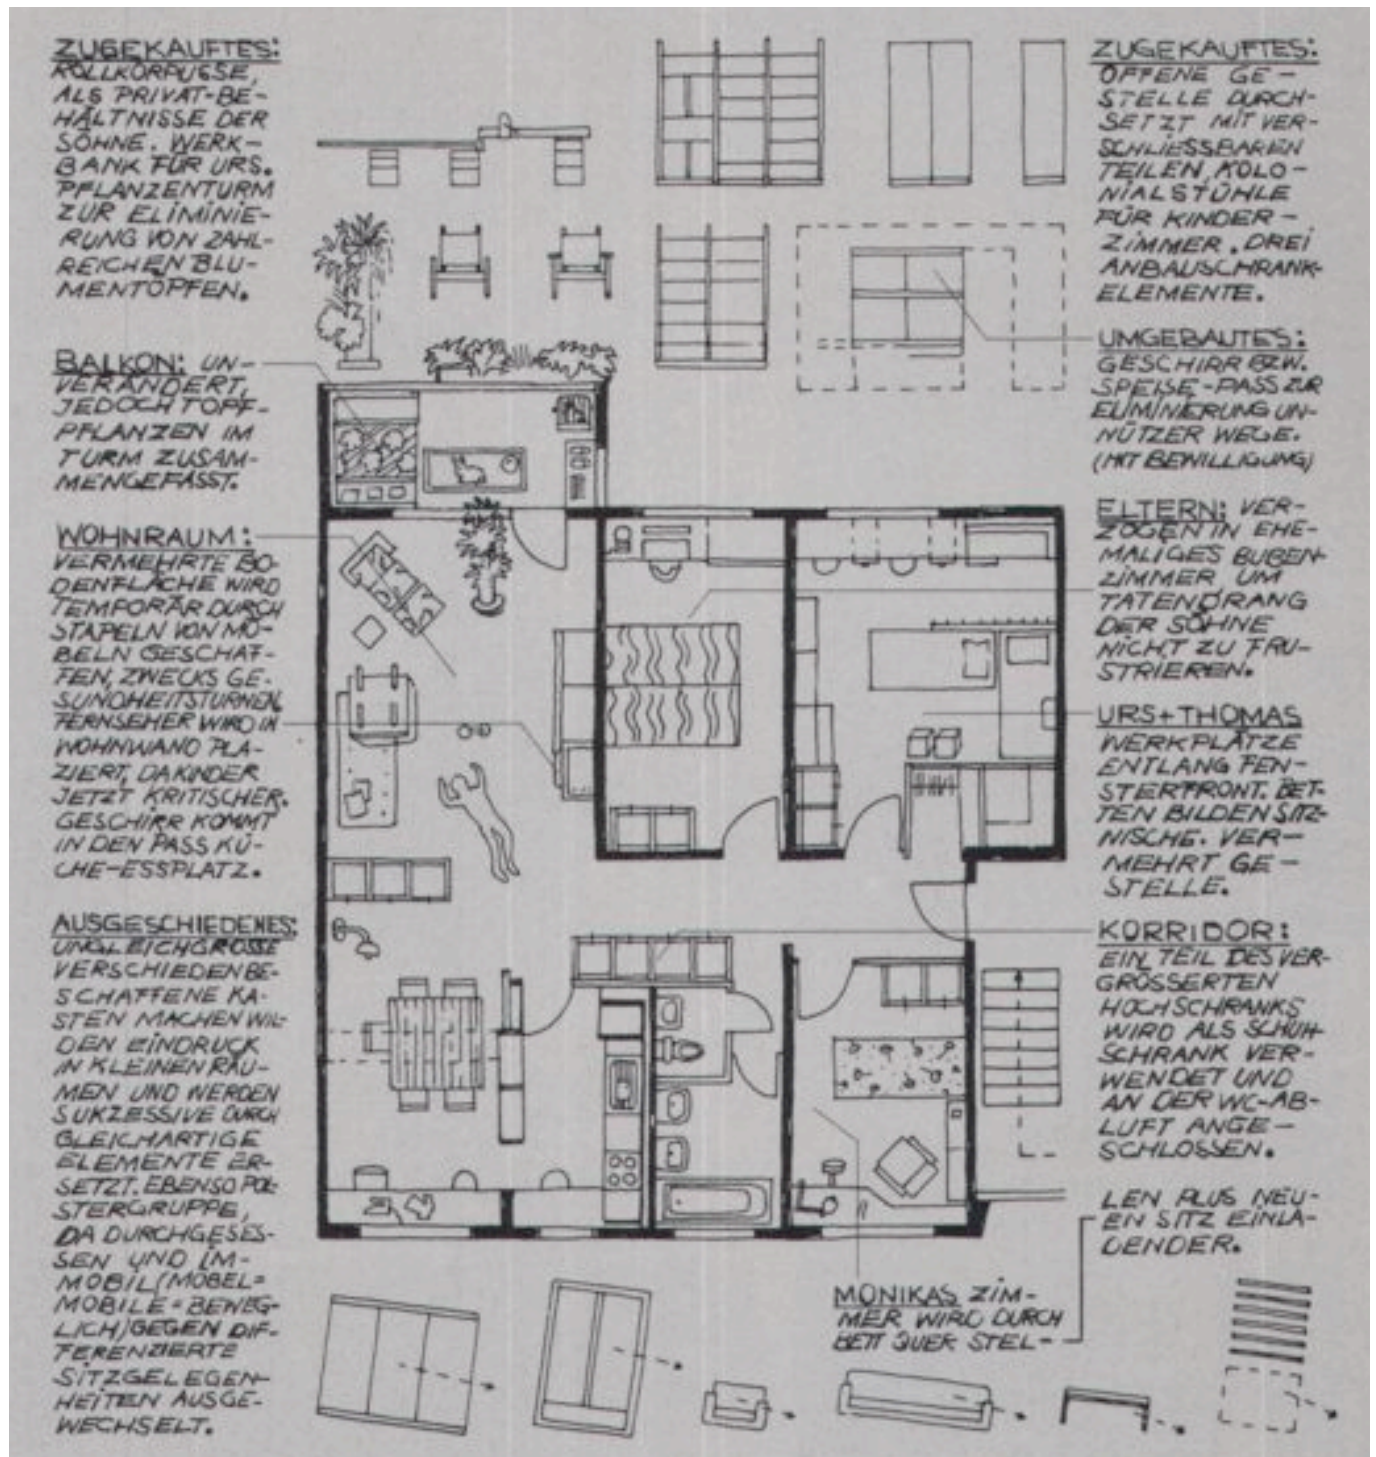 ZUGEKAUFTES:
ROLLKORPUSSE,
ALS PRIVAT-BE-
HÄLTNISSE DER
SÖHNE. WERK-
BANK FÜR URS.
PFLANZENTURM
ZUR ELIMINIE-
RUNG VON ZAHL-
REICHEN BLU-
MENTÖPFEN.
BALKON: UN-
VERÄNDERT,
JEDOCH TOPF-
PFLANZEN IM
TURM ZUSAM-
MENGEFASST.
WOHNRAUM:
VERMEHRTE BO-
DENFLÄCHE WIRD
TEMPORÄR DURCH
STAPELN VON MÖ-
BELN GESCHAF-
FEN, ZWECKS GE-
SUNDHEITSTURNEN.
FERNSEHER WIRD IN
WOHNWAND PLA-
ZIERT, DA KINDER
JETZT KRITISCHER.
GESCHIRR KOMMT
IN DEN PASS KÜ-
CHE-ESSPLATZ.
AUSGESCHIEDENES:
UNGLEICHGROSSE
VERSCHIEDEN BE-
SCHAFFENE KA-
STEN MACHEN WIL-
DEN EINDRUCK
IN KLEINEN RÄU-
MEN UND WERDEN
SUKZESSIVE DURCH
GLEICHARTIGE
ELEMENTE ER-
SETZT. EBENSO POL-
STERGRUPPE,
DA DURCHGESES-
SEN UND IM-
MOBIL/MÖBEL=
MOBILE=BEWEG-
LICH/GEGEN DIF-
FERENZIERTE
SITZGELEGEN-
HEITEN AUSGE-
WECHSELT.
ZUGEKAUFTES:
OFFENE GE-
STELLE DURCH-
SETZT MIT VER-
SCHLIESSBAREN
TEILEN, KOLO-
NIALSTÜHLE
FÜR KINDER-
ZIMMER. DREI
ANBAUSCHRANK-
ELEMENTE.
UMGEBAUTES:
GESCHIRR BZW.
SPEISE-PASS ZUR
ELIMINIERUNG UN-
NÜTZER WEGE.
(MIT BEWILLIGUNG)
ELTERN: VER-
ZOGEN IN EHE-
MALIGES BUBEN-
ZIMMER, UM
TATENDRANG
DER SÖHNE
NICHT ZU FRU-
STRIEREN.
URS+THOMAS
WERKPLÄTZE
ENTLANG FEN-
STERFRONT. BET-
TEN BILDEN SITZ-
NISCHE. VER-
MEHRT GE-
STELLE.
KORRIDOR:
EIN TEIL DES VER-
GRÖSSERTEN
HOCHSCHRANKS
WIRD ALS SCHUH-
SCHRANK VER-
WENDET UND
AN DER WC-AB-
LUFT ANGE-
SCHLOSSEN.
MONIKAS ZIM-
MER WIRD DURCH
BETT QUER STEL-
LEN PLUS NEU-
EN SITZ EINLA-
DENDER.